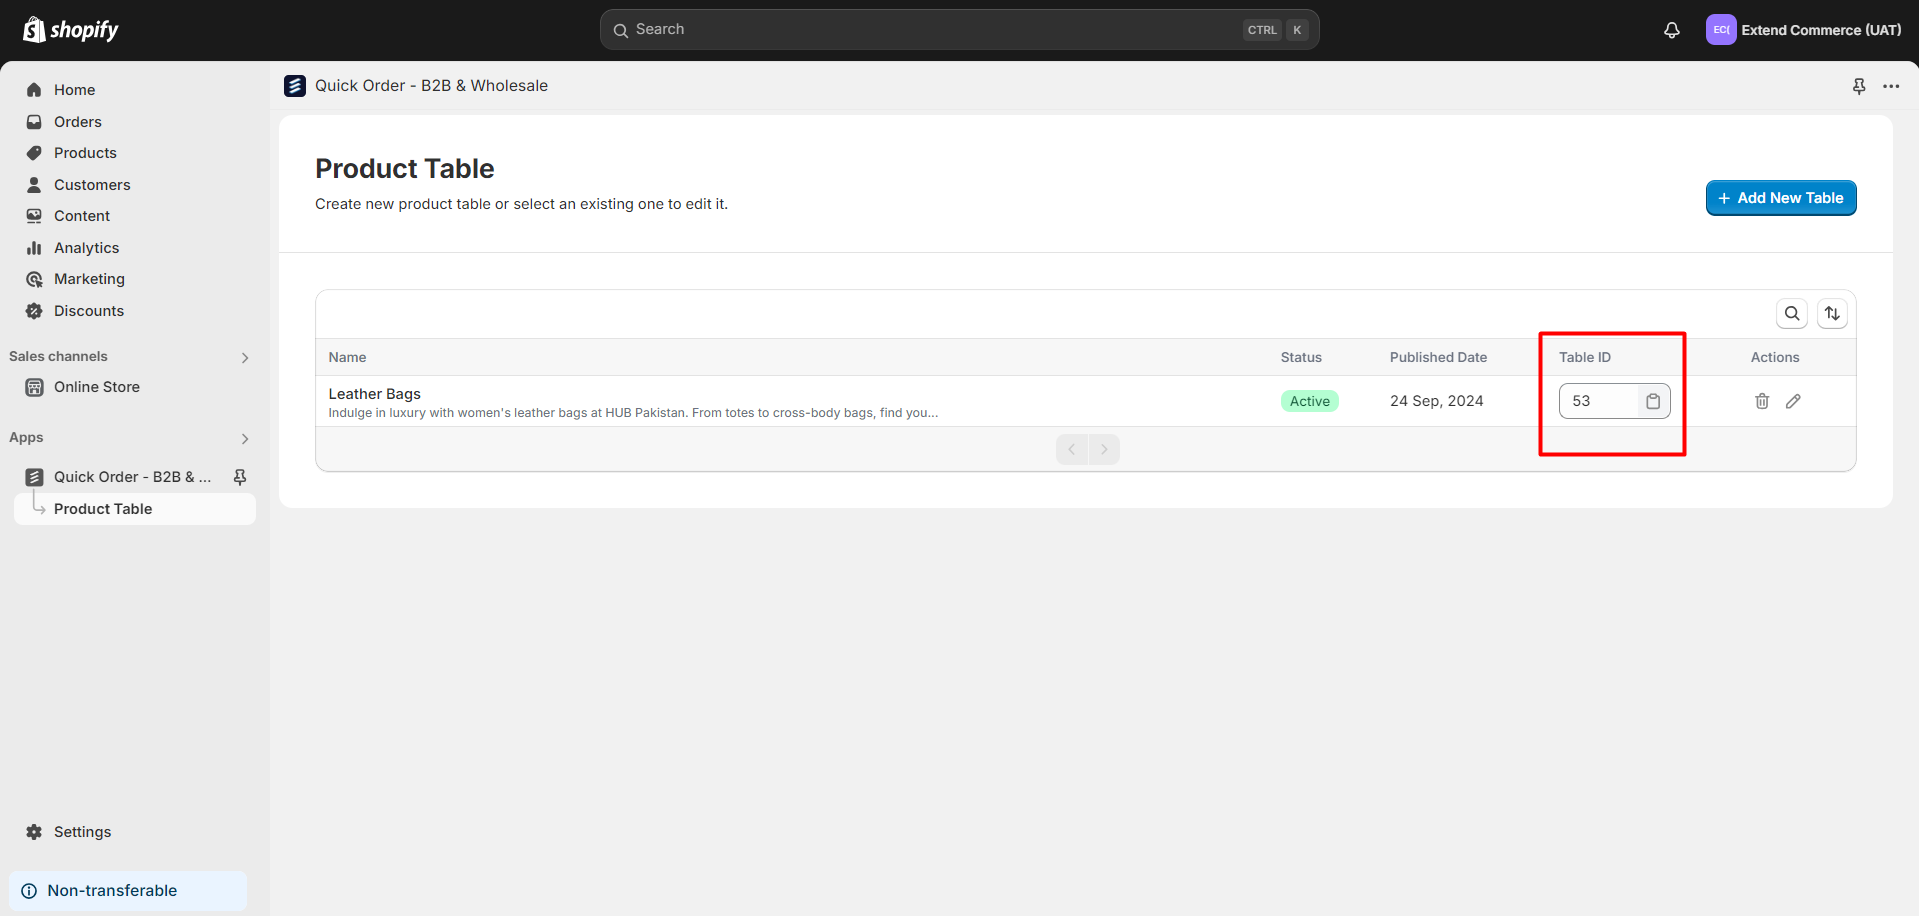 shopify
Search
CTRL K
EC(
Extend Commerce (UAT)
Home
Orders
Products
Customers
Content
Analytics
Marketing
Discounts
Sales channels
Online Store
Apps
Quick Order - B2B & ...
Product Table
Settings
Non-transferable
Quick Order - B2B & Wholesale
Product Table
Create new product table or select an existing one to edit it.
+ Add New Table
Name Status Published Date Table ID Actions
Leather Bags
Indulge in luxury with women's leather bags at HUB Pakistan. From totes to cross-body bags, find you...
Active 24 Sep, 2024 53